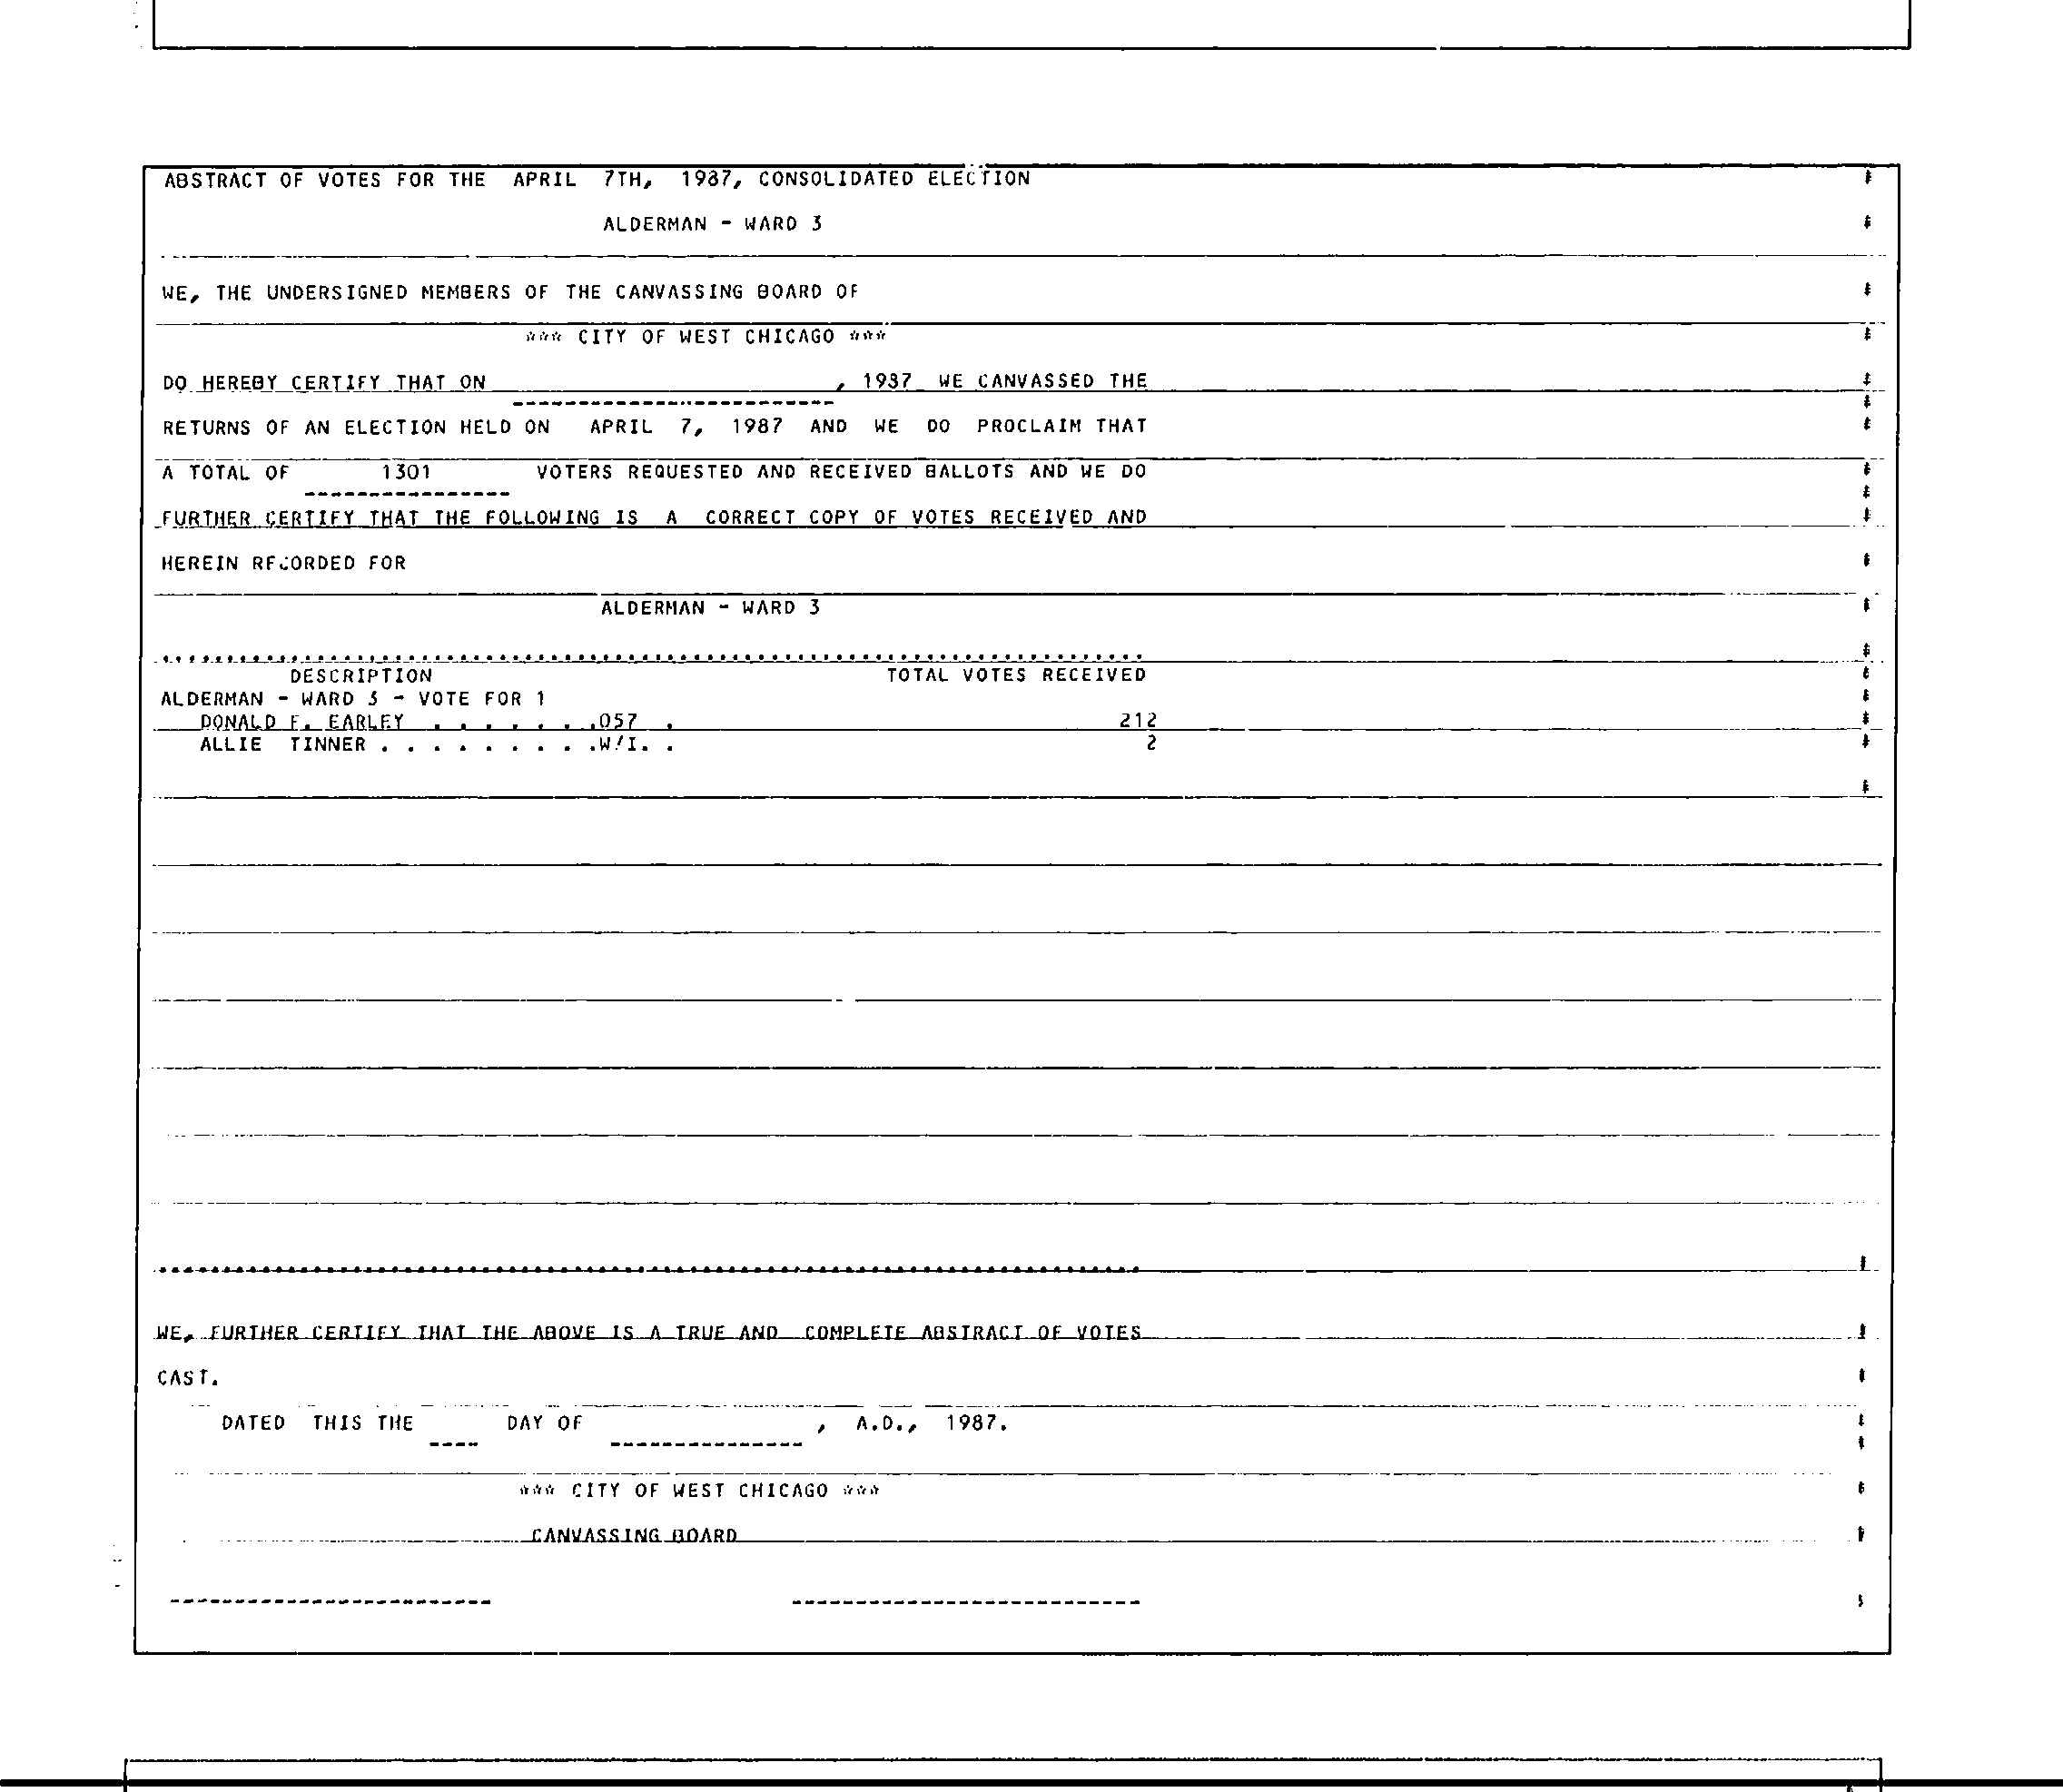 ABSTRACT OF VOTES FOR THE APRIL 7TH, 1987, CONSOLIDATED ELECTION
ALDERMAN - WARD 3
WE, THE UNDERSIGNED MEMBERS OF THE CANVASSING BOARD OF
*** CITY OF WEST CHICAGO ***
DO HEREBY CERTIFY THAT ON , 1987 WE CANVASSED THE
RETURNS OF AN ELECTION HELD ON APRIL 7, 1987 AND WE DO PROCLAIM THAT
A TOTAL OF 1301 VOTERS REQUESTED AND RECEIVED BALLOTS AND WE DO
FURTHER CERTIFY THAT THE FOLLOWING IS A CORRECT COPY OF VOTES RECEIVED AND
HEREIN RECORDED FOR
ALDERMAN - WARD 3
DESCRIPTION TOTAL VOTES RECEIVED
ALDERMAN - WARD 3 - VOTE FOR 1
DONALD F. EARLEY . . . . . . .057 . 212
ALLIE TINNER . . . . . . . . .W/I. . 2
WE, FURTHER CERTIFY THAT THE ABOVE IS A TRUE AND COMPLETE ABSTRACT OF VOTES
CAST.
DATED THIS THE ---- DAY OF ---------------, A.D., 1987.
*** CITY OF WEST CHICAGO ***
CANVASSING BOARD